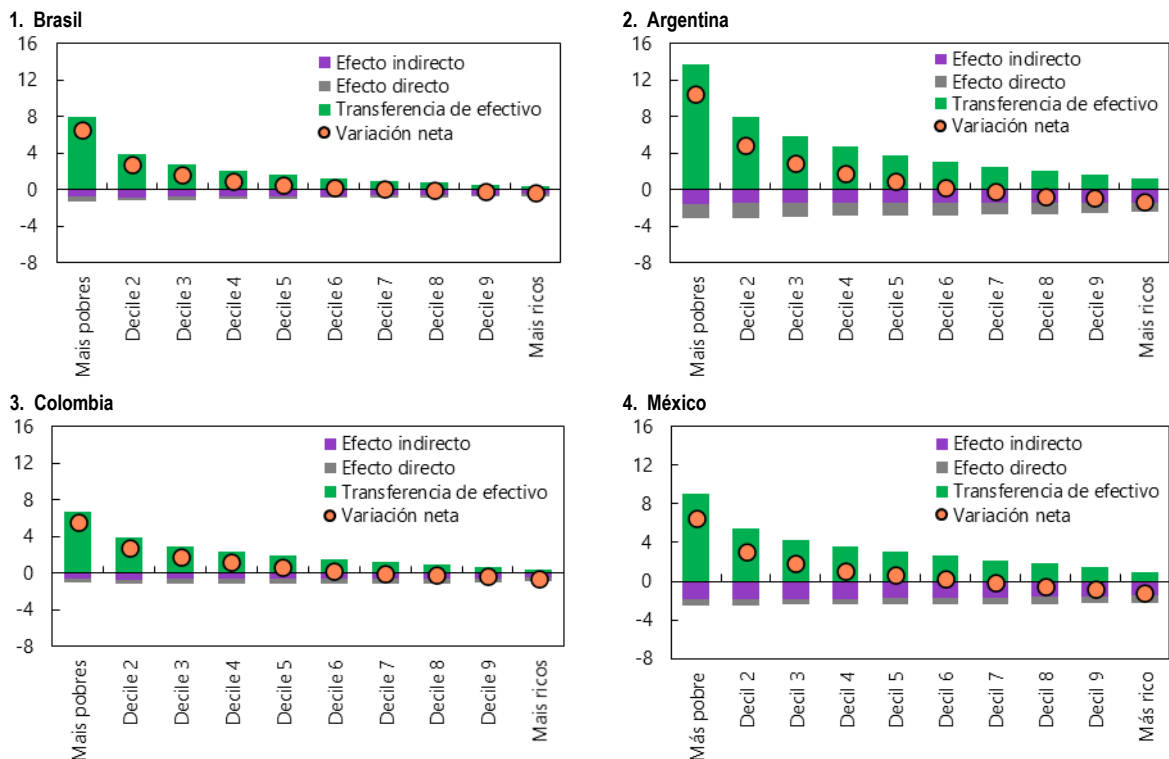 1. Brasil
16
12
8
4
0
-4
-8
Efecto indirecto
Efecto directo
Transferencia de efectivo
Variación neta
Mais pobres
Decile 2
Decile 3
Decile 4
Decile 5
Decile 6
Decile 7
Decile 8
Decile 9
Mais ricos
2. Argentina
16
12
8
4
0
-4
-8
Efecto indirecto
Efecto directo
Transferencia de efectivo
Variación neta
Mais pobres
Decile 2
Decile 3
Decile 4
Decile 5
Decile 6
Decile 7
Decile 8
Decile 9
Mais ricos
3. Colombia
16
12
8
4
0
-4
-8
Efecto indirecto
Efecto directo
Transferencia de efectivo
Variación neta
Mais pobres
Decile 2
Decile 3
Decile 4
Decile 5
Decile 6
Decile 7
Decile 8
Decile 9
Mais ricos
4. México
16
12
8
4
0
-4
-8
Efecto indirecto
Efecto directo
Transferencia de efectivo
Variación neta
Más pobre
Decil 2
Decil 3
Decil 4
Decil 5
Decil 6
Decil 7
Decil 8
Decil 9
Más rico